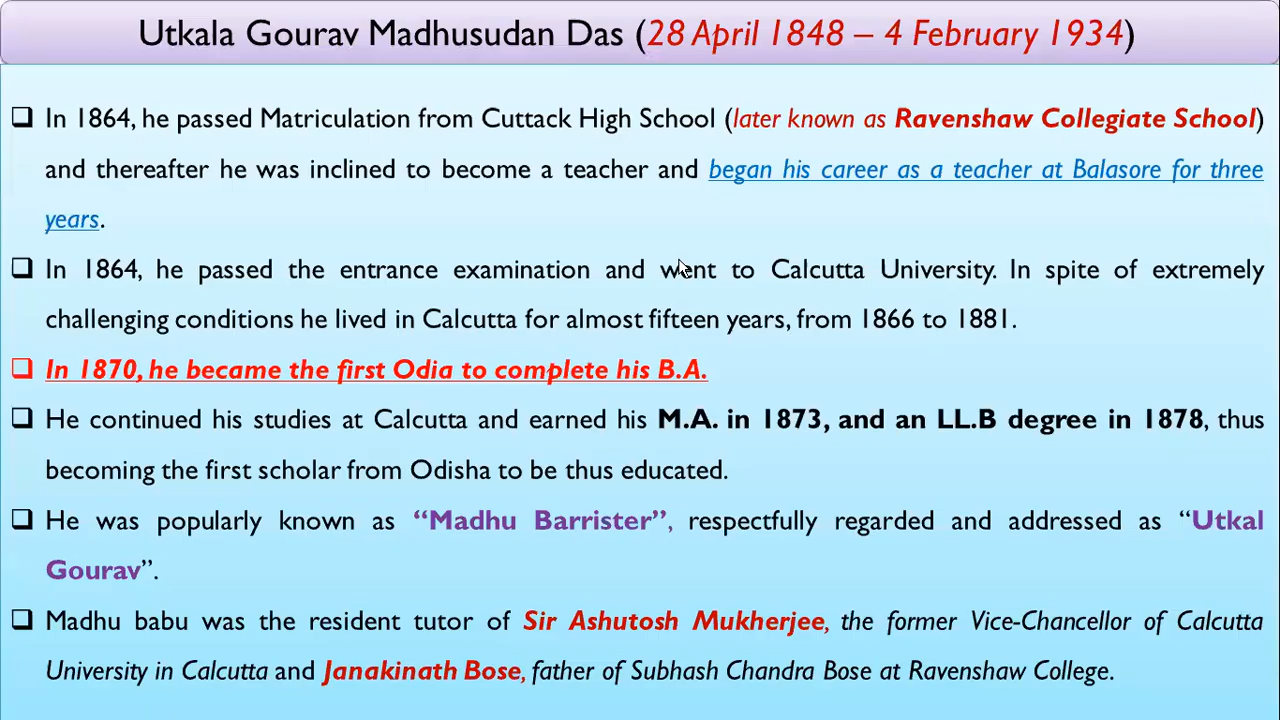 Utkala Gourav Madhusudan Das (28 April 1848 – 4 February 1934)
In 1864, he passed Matriculation from Cuttack High School (later known as Ravenshaw Collegiate School)
and thereafter he was inclined to become a teacher and began his career as a teacher at Balasore for three
years.
In 1864, he passed the entrance examination and went to Calcutta University. In spite of extremely
challenging conditions he lived in Calcutta for almost fifteen years, from 1866 to 1881.
In 1870, he became the first Odia to complete his B.A.
He continued his studies at Calcutta and earned his M.A. in 1873, and an LL.B degree in 1878, thus
becoming the first scholar from Odisha to be thus educated.
He was popularly known as “Madhu Barrister”, respectfully regarded and addressed as “Utkal
Gourav”.
Madhu babu was the resident tutor of Sir Ashutosh Mukherjee, the former Vice-Chancellor of Calcutta
University in Calcutta and Janakinath Bose, father of Subhash Chandra Bose at Ravenshaw College.